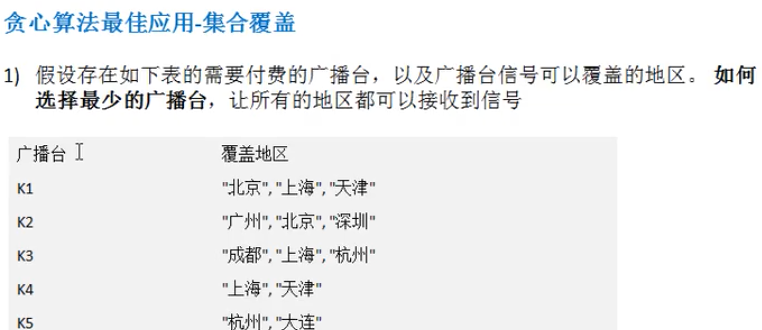 贪心算法最佳应用-集合覆盖
1) 假设存在如下表的需要付费的广播台，以及广播台信号可以覆盖的地区。 如何
选择最少的广播台，让所有的地区都可以接收到信号
广播台 覆盖地区
K1 "北京", "上海", "天津"
K2 "广州", "北京", "深圳"
K3 "成都", "上海", "杭州"
K4 "上海", "天津"
K5 "杭州", "大连"